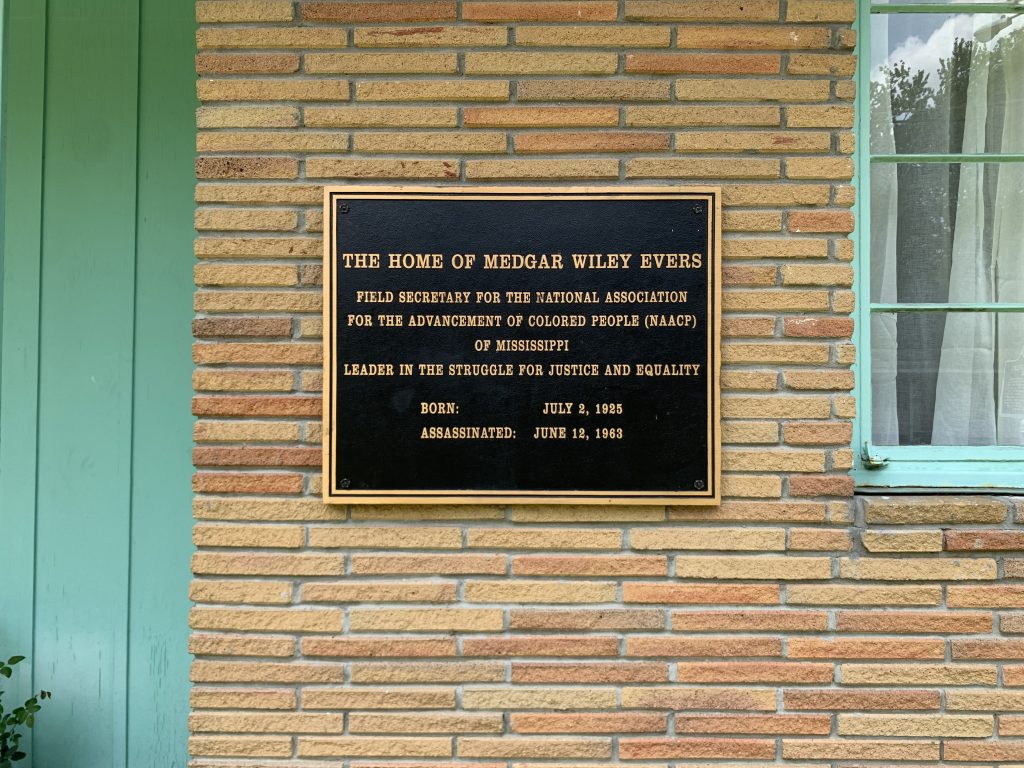 THE HOME OF MEDGAR WILEY EVERS
FIELD SECRETARY FOR THE NATIONAL ASSOCIATION
FOR THE ADVANCEMENT OF COLORED PEOPLE (NAACP)
OF MISSISSIPPI
LEADER IN THE STRUGGLE FOR JUSTICE AND EQUALITY
BORN: JULY 2, 1925
ASSASSINATED: JUNE 12, 1963